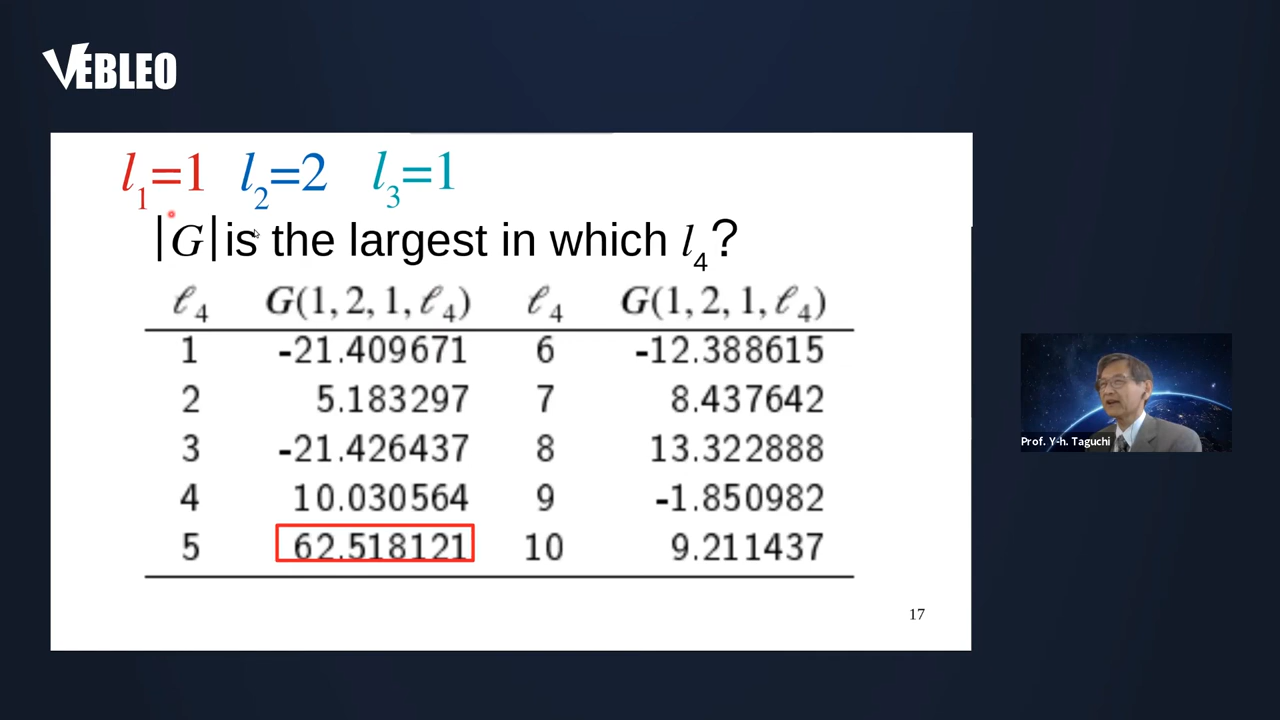 VEBLEO
l1=1 l2=2 l3=1
|G| is the largest in which l4?
ℓ4 G(1, 2, 1, ℓ4) ℓ4 G(1, 2, 1, ℓ4)
1 -21.409671 6 -12.388615
2 5.183297 7 8.437642
3 -21.426437 8 13.322888
4 10.030564 9 -1.850982
5 62.518121 10 9.211437
17
Prof. Y-h. Taguchi